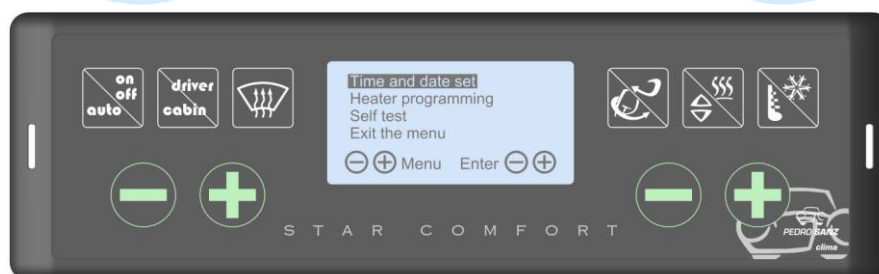 on
off
auto
driver
cabin
Time and date set
Heater programming
Self test
Exit the menu
Menu Enter
STAR COMFORT
PEDRO SANZ
clima